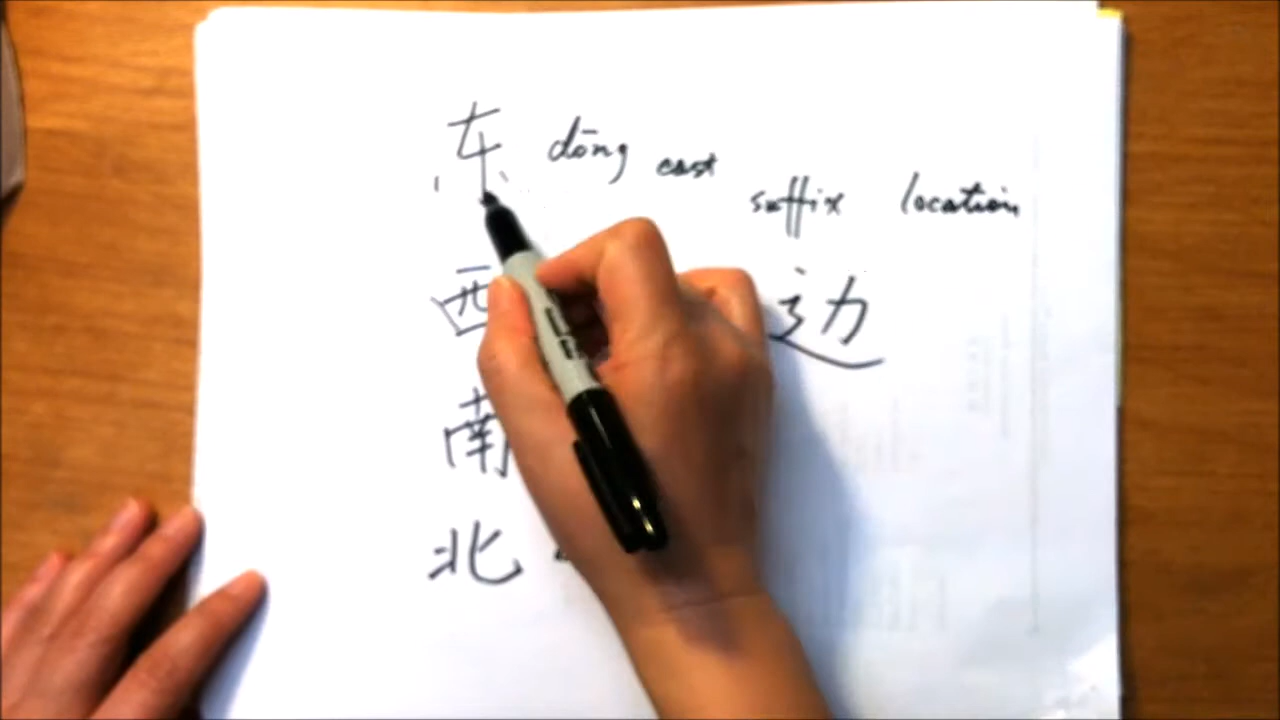 东 dōng east
suffix location
西 边
南
北